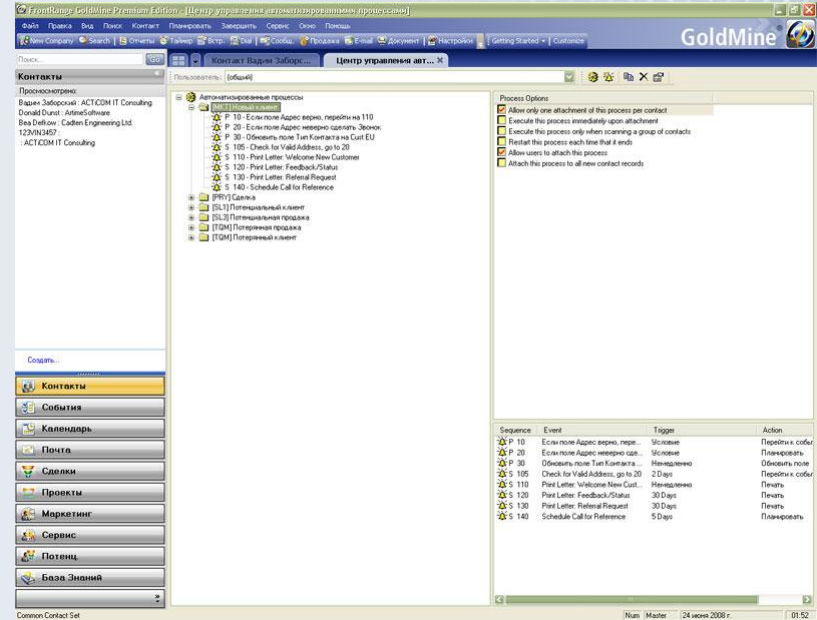 FrontRange GoldMine Premium Edition - [Центр управления автоматизированными процессами]
Файл Правка Вид Поиск Контакт Планировать Завершить Сервис Окно Помощь
New Company Search Отчеты Таймер Встр. Dial Сообщ. Продажа E-mail Документ Настройки Getting Started Customize
GoldMine
Поиск... Go Контакт Вадим Заборс... Центр управления авт... X
Контакты
Пользователь: (общий)
Просмосмотрено:
Вадим Заборский : ACTiCOM IT Consulting
Donald Dunst : ArtimeSoftware
Bea Detkow : Cadten Engineering Ltd.
123VIN3457 :
: ACTiCOM IT Consulting
Создать...
Контакты
События
Календарь
Почта
Сделки
Проекты
Маркетинг
Сервис
Потенц.
База Знаний
Автоматизированные процессы
[MKT] Новый клиент
P 10 - Если поле Адрес верно, перейти на 110
P 20 - Если поле Адрес неверно сделать Звонок
P 30 - Обновить поле Тип Контакта на Cust EU
S 105 - Check for Valid Address, go to 20
S 110 - Print Letter: Welcome New Customer
S 120 - Print Letter: Feedback/Status
S 130 - Print Letter: Referral Request
S 140 - Schedule Call for Reference
[PRY] Сделка
[SL1] Потенциальный клиент
[SL3] Потенциальная продажа
[TQM] Потерянная продажа
[TQM] Потерянный клиент
Process Options
Allow only one attachment of this process per contact
Execute this process immediately upon attachment
Execute this process only when scanning a group of contacts
Restart this process each time that it ends
Allow users to attach this process
Attach this process to all new contact records
Sequence Event Trigger Action
P 10 Если поле Адрес верно, пере... Условие Перейти к собы
P 20 Если поле Адрес неверно сде... Условие Планировать
P 30 Обновить поле Тип Контакта ... Немедленно Обновить поле
S 105 Check for Valid Address, go to 20 2 Days Перейти к собы
S 110 Print Letter: Welcome New Cust... Немедленно Печать
S 120 Print Letter: Feedback/Status 30 Days Печать
S 130 Print Letter: Referral Request 30 Days Печать
S 140 Schedule Call for Reference 5 Days Планировать
Common Contact Set Num Master 24 июня 2008 г. 01:52